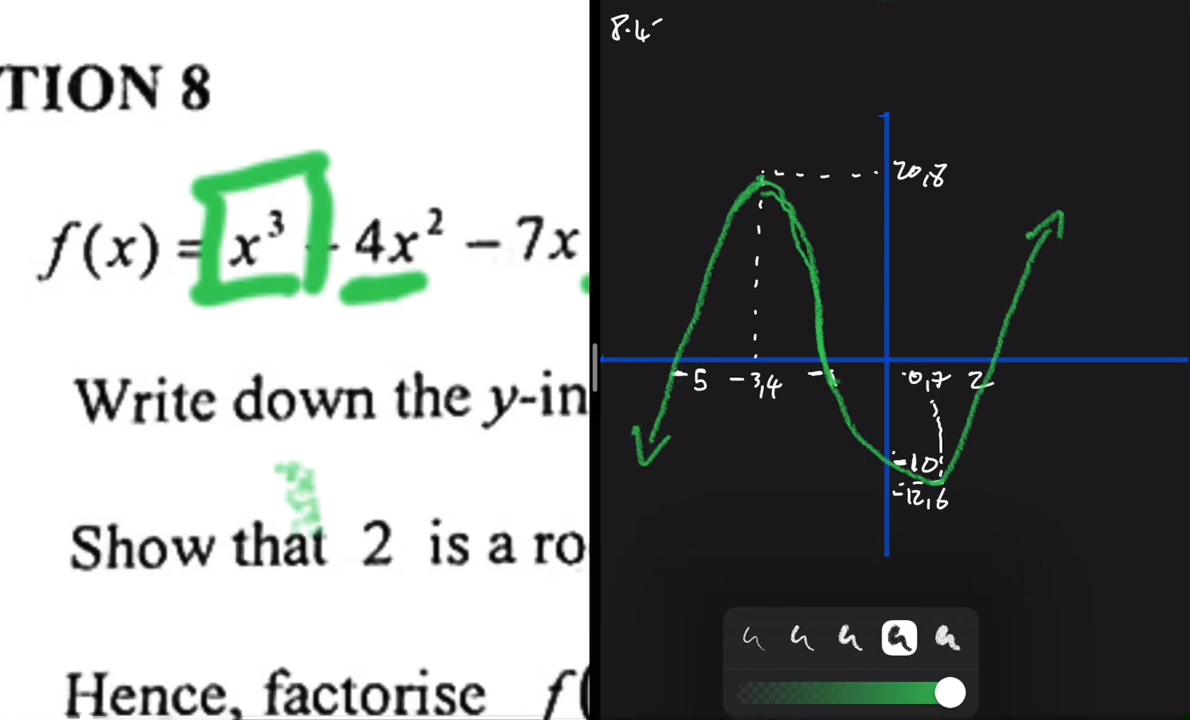 TION 8
f(x) = x³ - 4x² - 7x
Write down the y-in
Show that 2 is a ro
Hence, factorise f(
8.4
20,8
-5 -3,4 -1 0,7 2
-10
-12,6